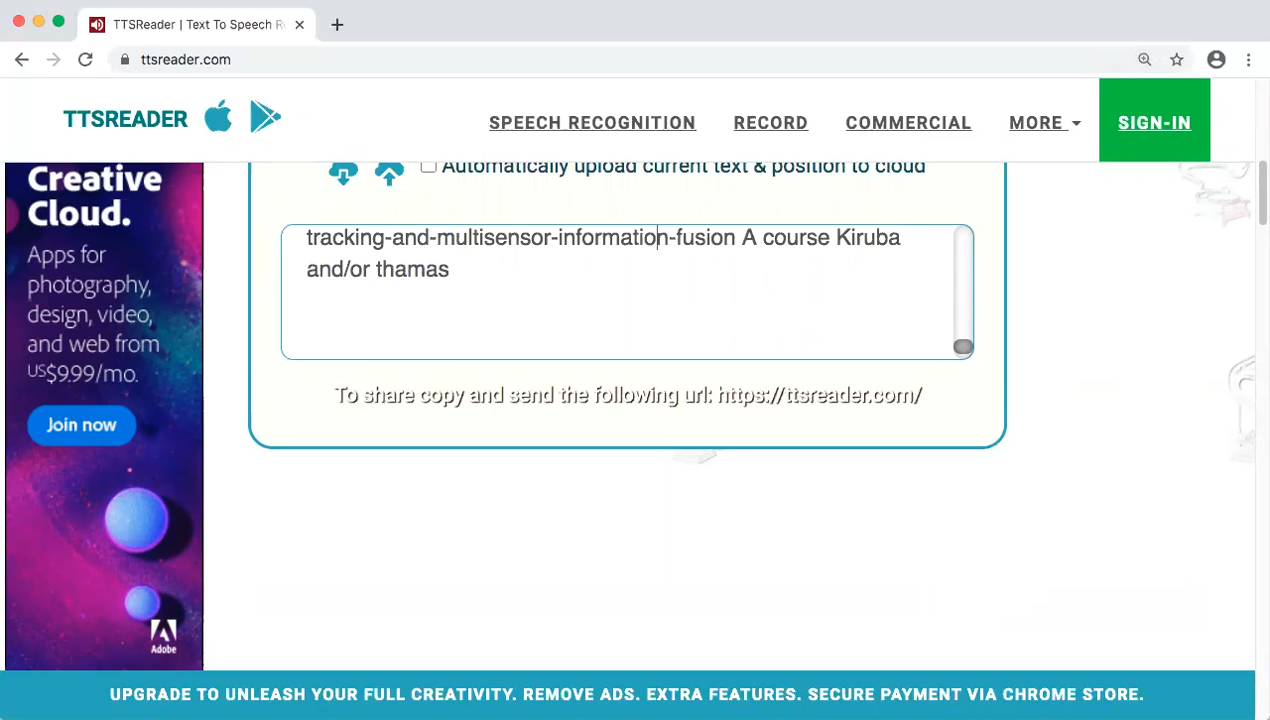 TTSReader | Text To Speech R
ttsreader.com
TTSREADER
SPEECH RECOGNITION
RECORD
COMMERCIAL
MORE
SIGN-IN
Creative
Cloud.
Apps for
photography,
design, video,
and web from
US$9.99/mo.
Join now
Adobe
Automatically upload current text & position to cloud
tracking-and-multisensor-information-fusion A course Kiruba
and/or thamas
To share copy and send the following url: https://ttsreader.com/
UPGRADE TO UNLEASH YOUR FULL CREATIVITY. REMOVE ADS. EXTRA FEATURES. SECURE PAYMENT VIA CHROME STORE.